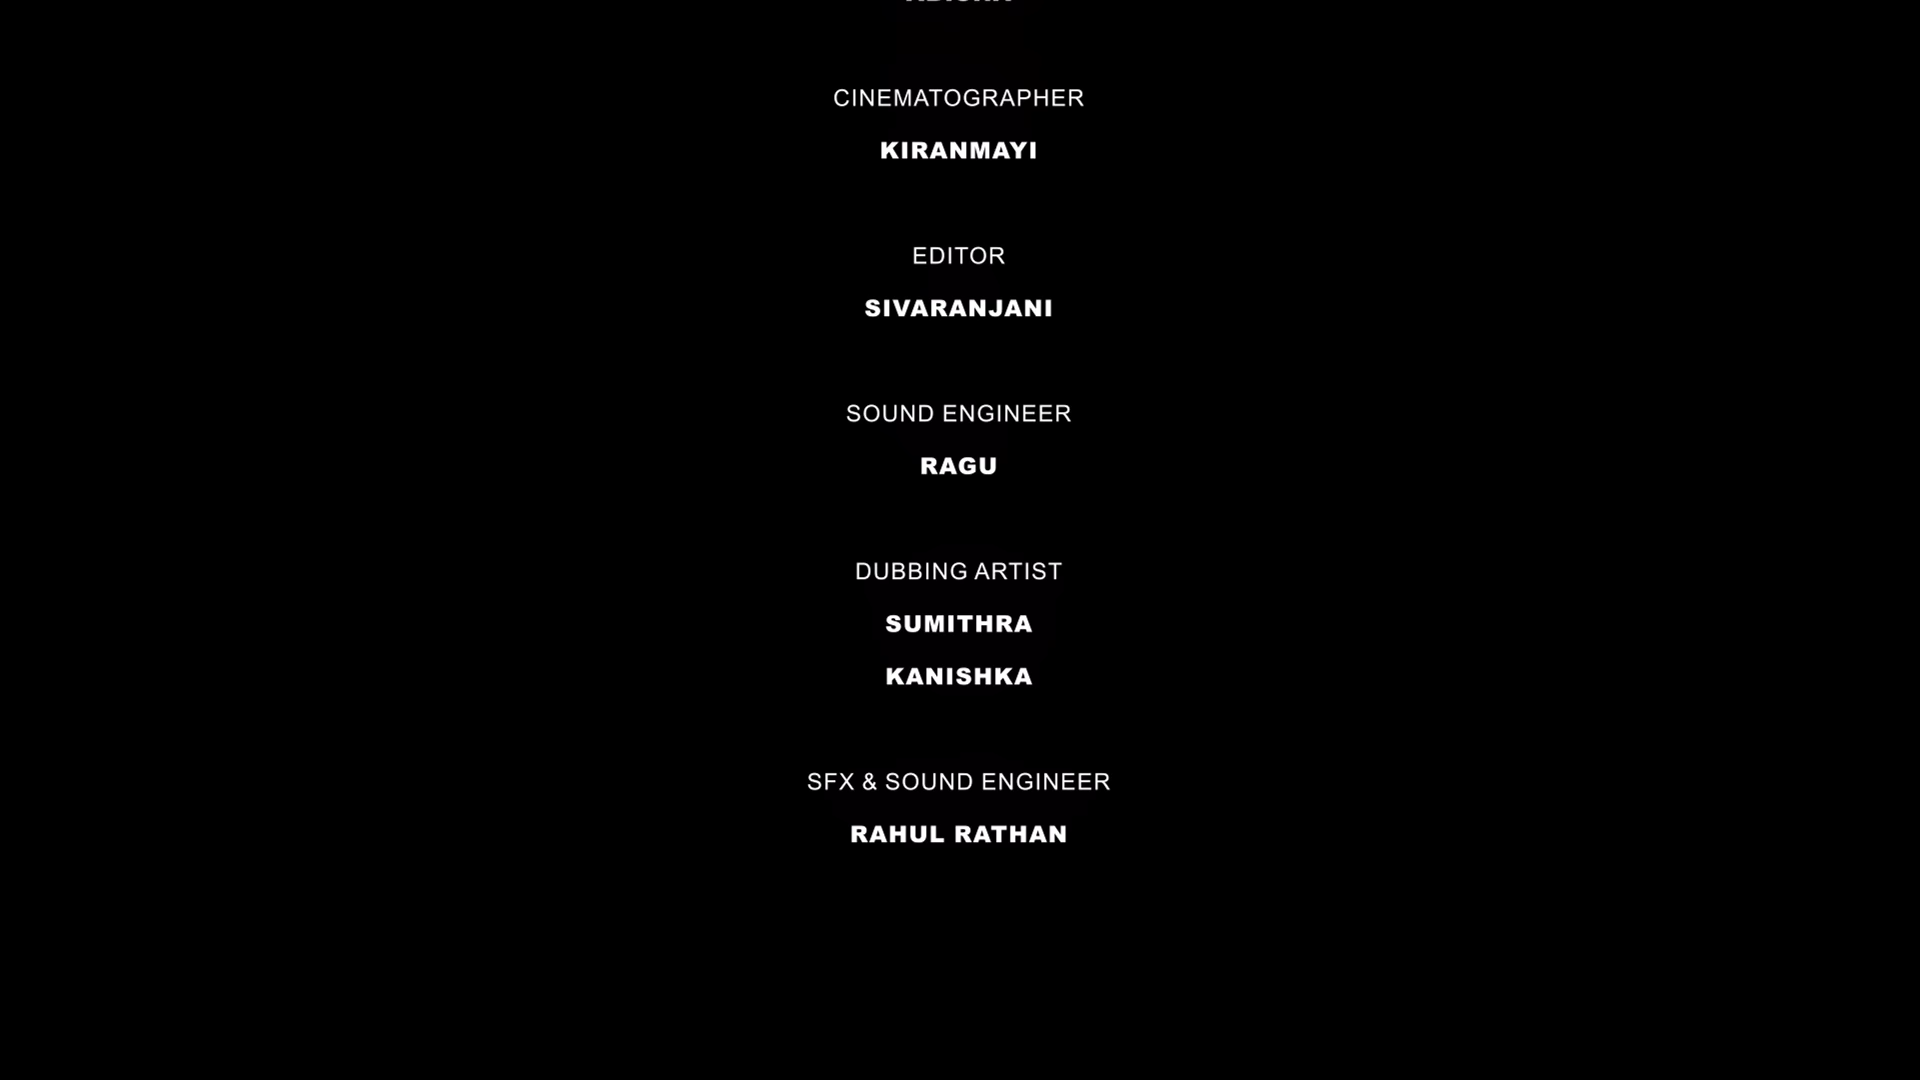 CINEMATOGRAPHER
KIRANMAYI
EDITOR
SIVARANJANI
SOUND ENGINEER
RAGU
DUBBING ARTIST
SUMITHRA
KANISHKA
SFX & SOUND ENGINEER
RAHUL RATHAN